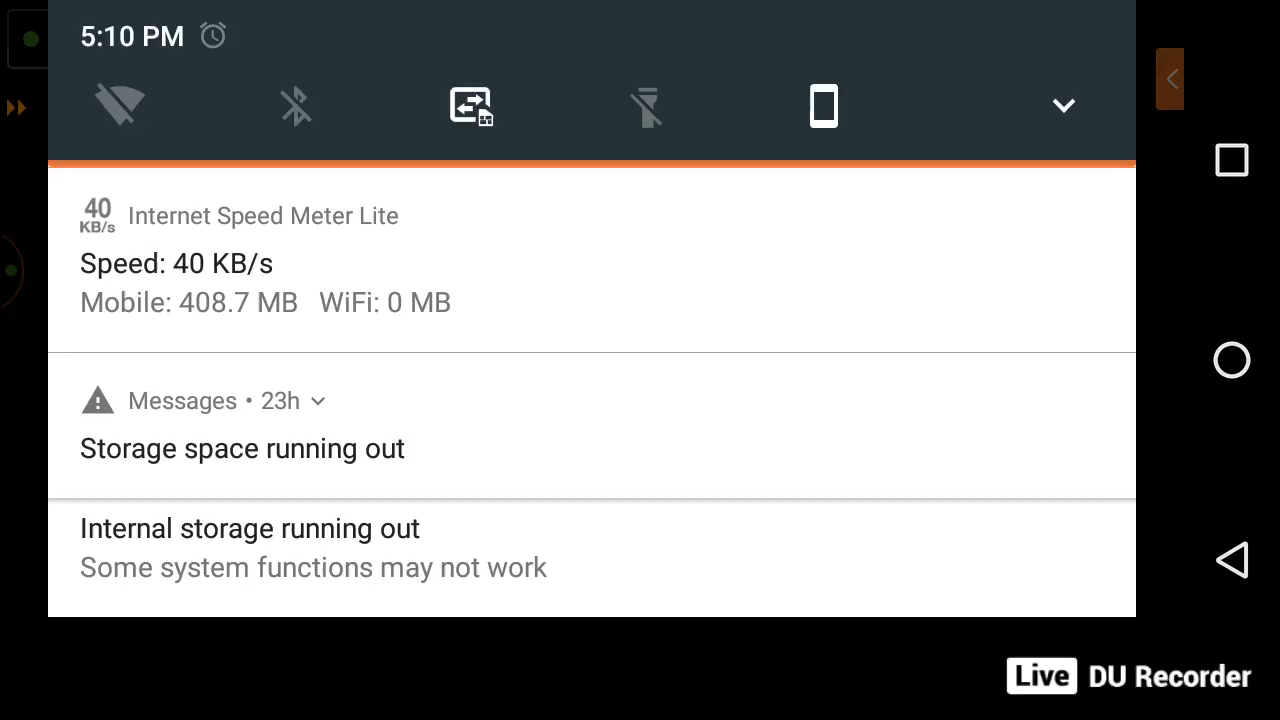 5:10 PM
40
KB/s
Internet Speed Meter Lite
Speed: 40 KB/s
Mobile: 408.7 MB WiFi: 0 MB
Messages • 23h
Storage space running out
Internal storage running out
Some system functions may not work
Live DU Recorder